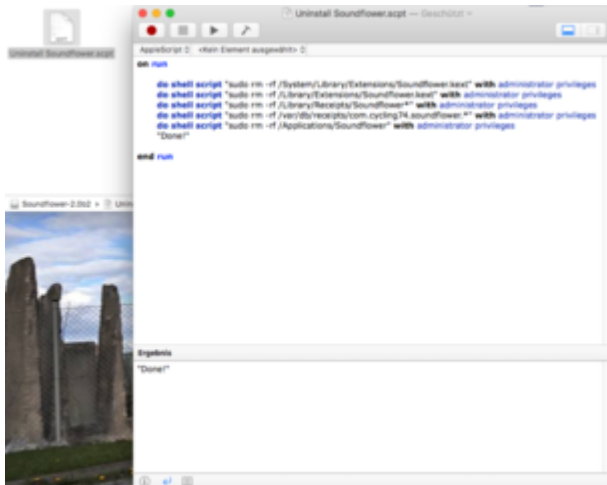 Uninstall Soundflower.scpt — Geschützt
Uninstall Soundflower.scpt
AppleScript <Kein Element ausgewählt>
on run
do shell script "sudo rm -rf /System/Library/Extensions/Soundflower.kext" with administrator privileges
do shell script "sudo rm -rf /Library/Extensions/Soundflower.kext" with administrator privileges
do shell script "sudo rm -rf /Library/Receipts/Soundflower*" with administrator privileges
do shell script "sudo rm -rf /var/db/receipts/com.cycling74.soundflower.*" with administrator privileges
do shell script "sudo rm -rf /Applications/Soundflower" with administrator privileges
"Done!"
end run
Soundflower-2.0b2
Ergebnis
"Done!"